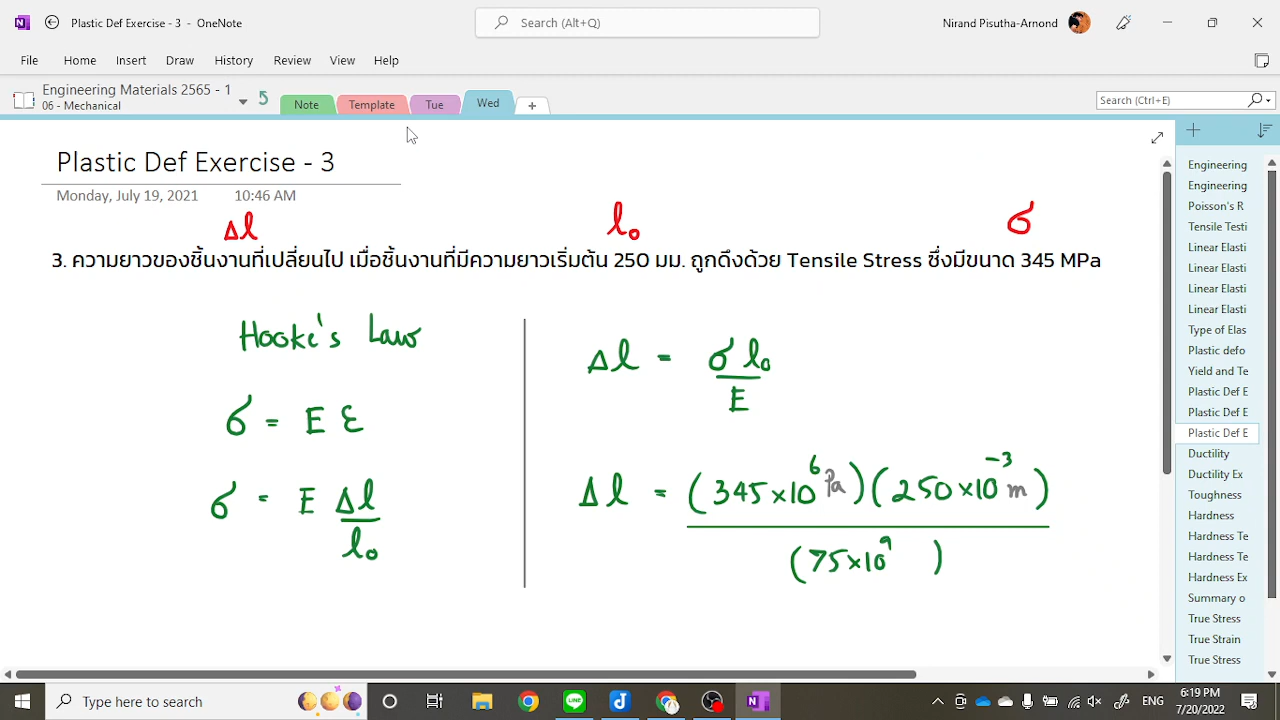 Plastic Def Exercise - 3 - OneNote
Search (Alt+Q)
Nirand Pisutha-Arnond
File Home Insert Draw History Review View Help
Engineering Materials 2565 - 1
06 - Mechanical
Note Template Tue Wed +
Search (Ctrl+E)
Plastic Def Exercise - 3
Monday, July 19, 2021 10:46 AM
Δl l₀ σ
3. ความยาวของชิ้นงานที่เปลี่ยนไป เมื่อชิ้นงานที่มีความยาวเริ่มต้น 250 มม. ถูกดึงด้วย Tensile Stress ซึ่งมีขนาด 345 MPa
Hooke's Law
σ = E ε
σ = E Δl
l₀
Δl = σ l₀
E
Δl = (345×10⁶ Pa)(250×10⁻³ m)
(75×10⁹ )
Engineering
Engineering
Poisson's R
Tensile Testi
Linear Elasti
Linear Elasti
Linear Elasti
Linear Elasti
Type of Elas
Plastic defo
Yield and Te
Plastic Def E
Plastic Def E
Plastic Def E
Ductility
Ductility Ex
Toughness
Hardness
Hardness Te
Hardness Te
Hardness Ex
Summary o
True Stress
True Strain
True Stress
Type here to search
ENG
6:19 PM
7/20/2022